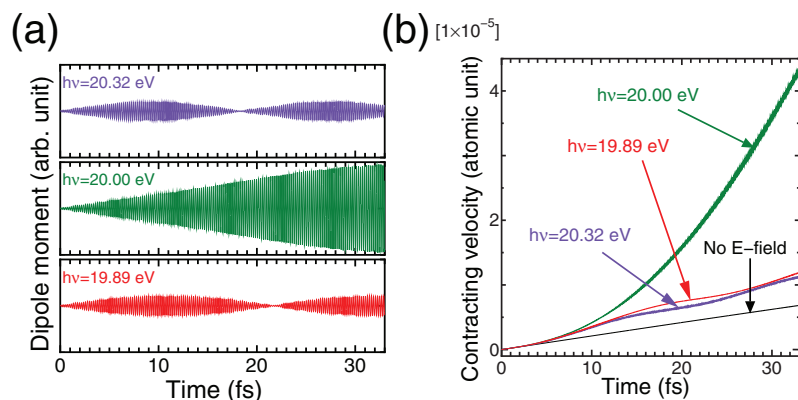 (a)
Dipole moment (arb. unit)
hν=20.32 eV
hν=20.00 eV
hν=19.89 eV
0 10 20 30
Time (fs)
(b) [1×10⁻⁵]
Contracting velocity (atomic unit)
4
2
0
hν=20.00 eV
hν=19.89 eV
hν=20.32 eV
No E−field
0 10 20 30
Time (fs)